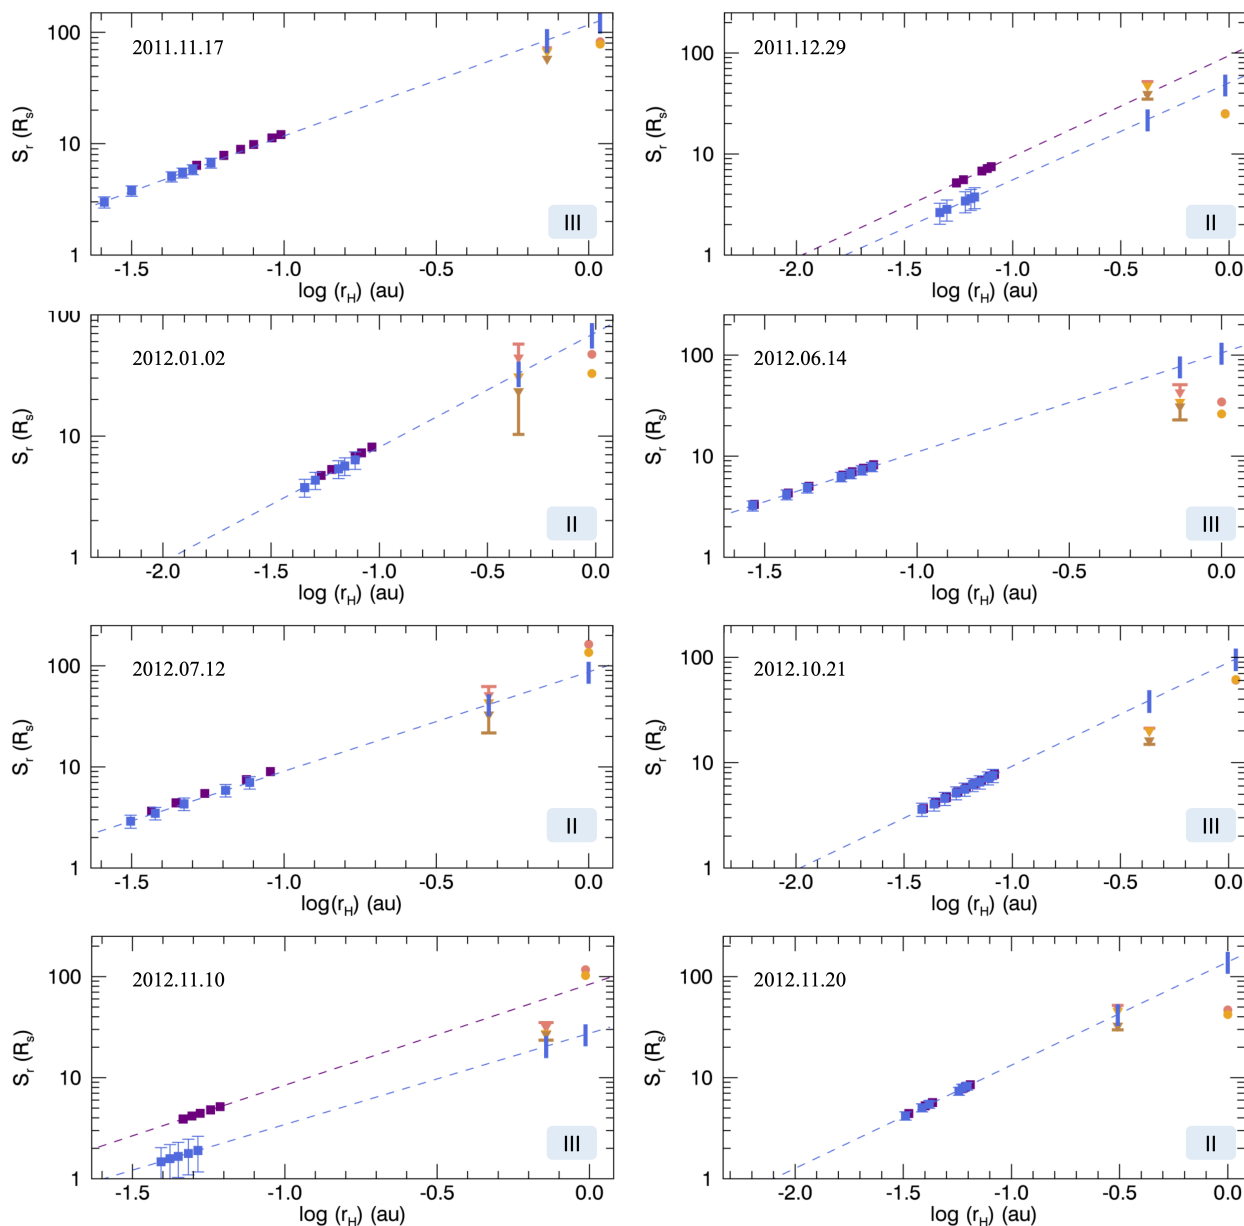 100
10
1
S_r (R_s)
2011.11.17
III
-1.5 -1.0 -0.5 0.0
log (r_H) (au)
100
10
1
S_r (R_s)
2011.12.29
II
-2.0 -1.5 -1.0 -0.5 0.0
log (r_H) (au)
100
10
1
S_r (R_s)
2012.01.02
II
-2.0 -1.5 -1.0 -0.5 0.0
log (r_H) (au)
100
10
1
S_r (R_s)
2012.06.14
III
-1.5 -1.0 -0.5 0.0
log (r_H) (au)
100
10
1
S_r (R_s)
2012.07.12
II
-1.5 -1.0 -0.5 0.0
log(r_H) (au)
100
10
1
S_r (R_s)
2012.10.21
III
-2.0 -1.5 -1.0 -0.5 0.0
log (r_H) (au)
100
10
1
S_r (R_s)
2012.11.10
III
-1.5 -1.0 -0.5 0.0
log (r_H) (au)
100
10
1
S_r (R_s)
2012.11.20
II
-2.0 -1.5 -1.0 -0.5 0.0
log (r_H) (au)